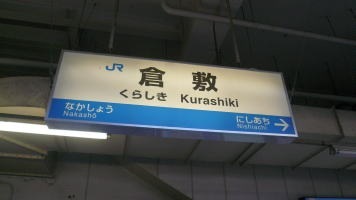 JR
倉敷
くらしき Kurashiki
なかしょう にしあち
Nakashō Nishiachi